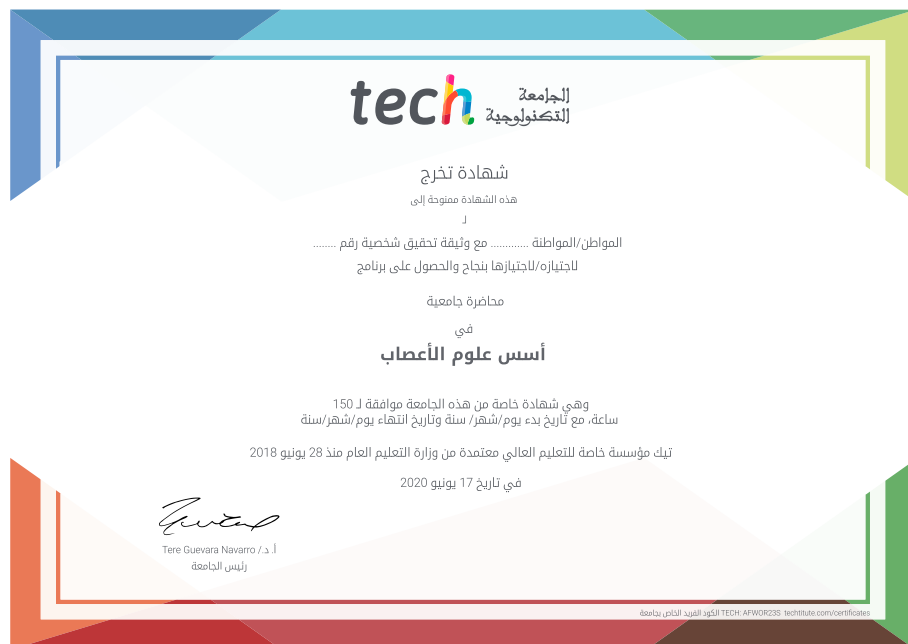 tech الجامعة
التكنولوجية
شهادة تخرج
هذه الشهادة ممنوحة إلى
لـ
المواطن/المواطنة ............. مع وثيقة تحقيق شخصية رقم ........
لاجتيازه/لاجتيازها بنجاح والحصول على برنامج
محاضرة جامعية
في
أسس علوم الأعصاب
وهي شهادة خاصة من هذه الجامعة موافقة لـ 150
ساعة، مع تاريخ بدء يوم/شهر/ سنة وتاريخ انتهاء يوم/شهر/سنة
تيك مؤسسة خاصة للتعليم العالي معتمدة من وزارة التعليم العام منذ 28 يونيو 2018
في تاريخ 17 يونيو 2020
أ. د./ Tere Guevara Navarro
رئيس الجامعة
الكود الفريد الخاص بجامعة TECH: AFWOR23S techtitute.com/certificates